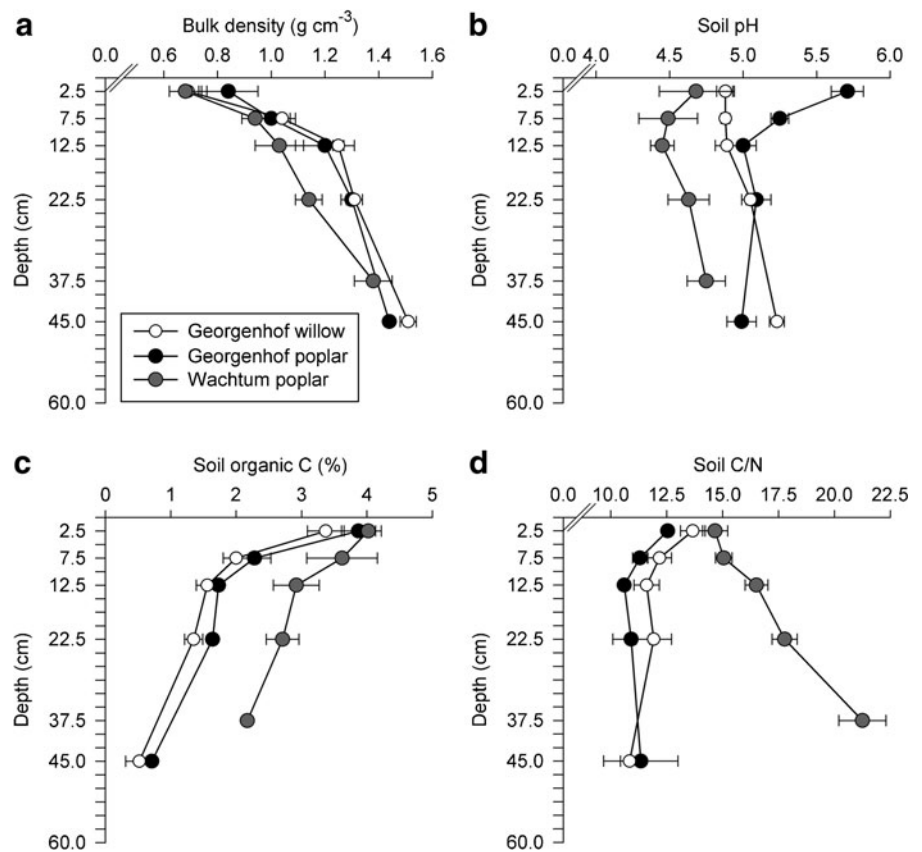 a
Bulk density (g cm⁻³)
0.0 0.6 0.8 1.0 1.2 1.4 1.6
2.5
7.5
12.5
22.5
37.5
45.0
60.0
Depth (cm)
Georgenhof willow
Georgenhof poplar
Wachtum poplar
b
Soil pH
0.0 4.0 4.5 5.0 5.5 6.0
2.5
7.5
12.5
22.5
37.5
45.0
60.0
Depth (cm)
c
Soil organic C (%)
0 1 2 3 4 5
2.5
7.5
12.5
22.5
37.5
45.0
60.0
Depth (cm)
d
Soil C/N
0.0 10.0 12.5 15.0 17.5 20.0 22.5
2.5
7.5
12.5
22.5
37.5
45.0
60.0
Depth (cm)